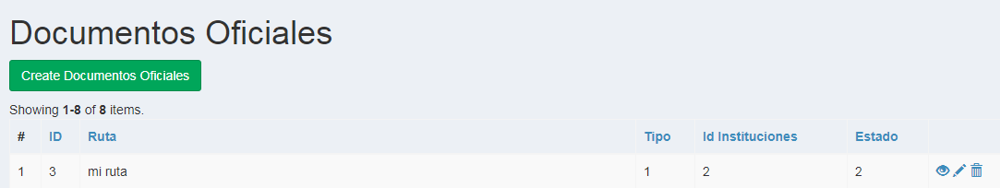 Documentos Oficiales
Create Documentos Oficiales
Showing 1-8 of 8 items.
# ID Ruta Tipo Id Instituciones Estado
1 3 mi ruta 1 2 2